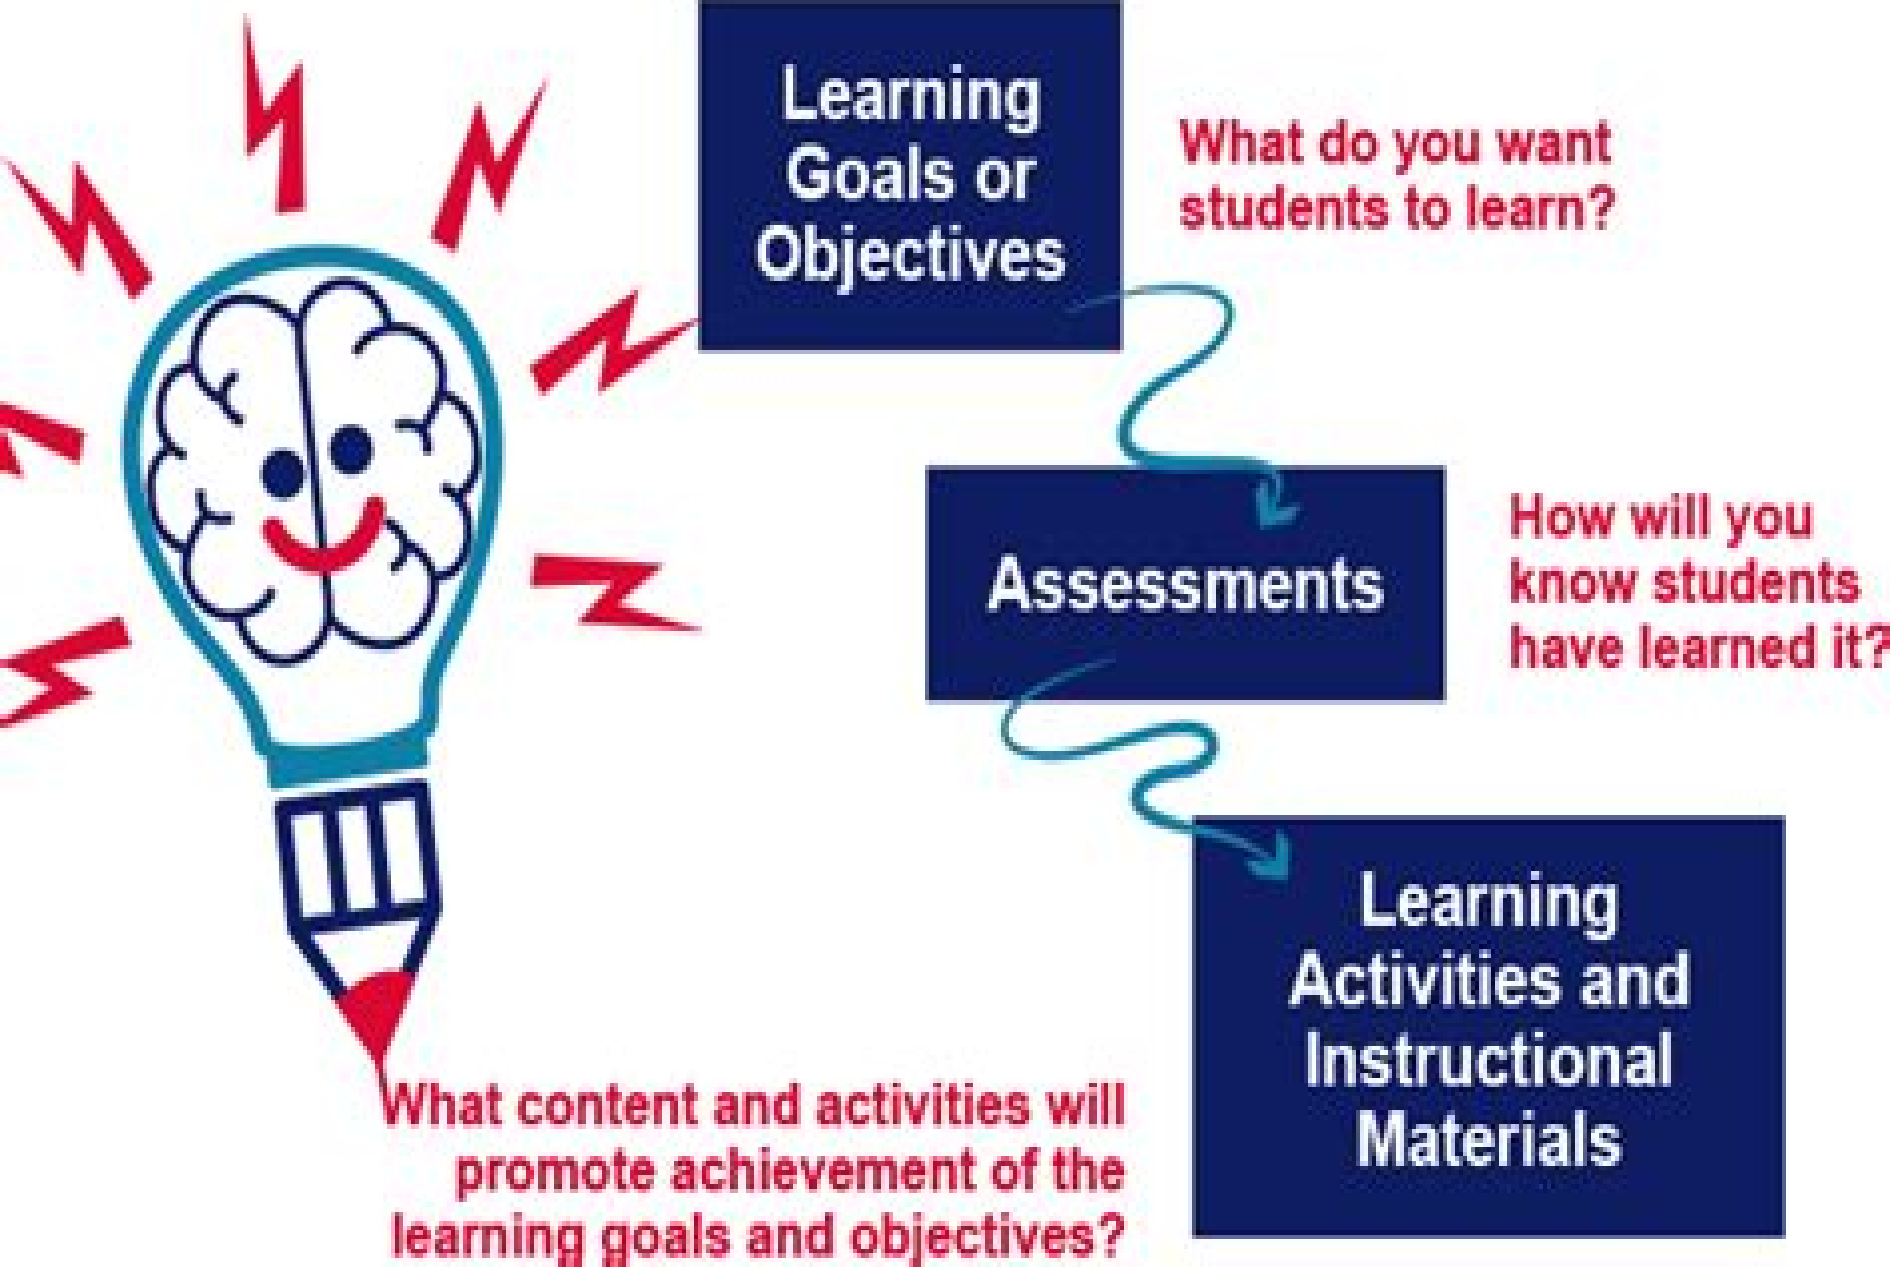 Learning
Goals or
Objectives
What do you want
students to learn?
Assessments
How will you
know students
have learned it?
Learning
Activities and
Instructional
Materials
What content and activities will
promote achievement of the
learning goals and objectives?